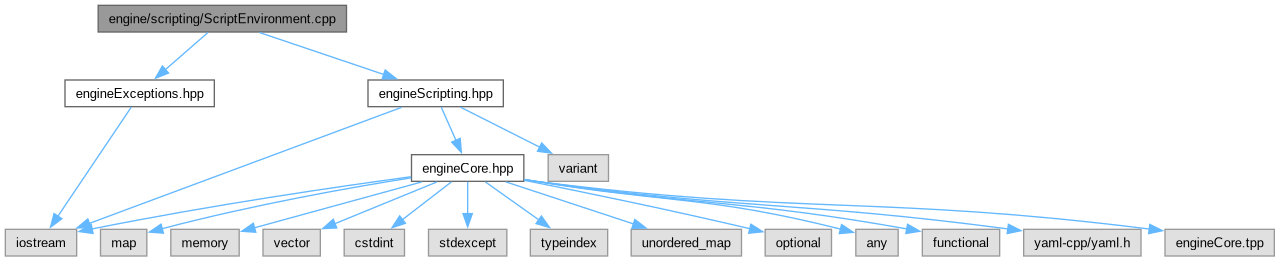 engine/scripting/ScriptEnvironment.cpp
engineExceptions.hpp
engineScripting.hpp
engineCore.hpp
variant
iostream
map
memory
vector
cstdint
stdexcept
typeindex
unordered_map
optional
any
functional
yaml-cpp/yaml.h
engineCore.tpp